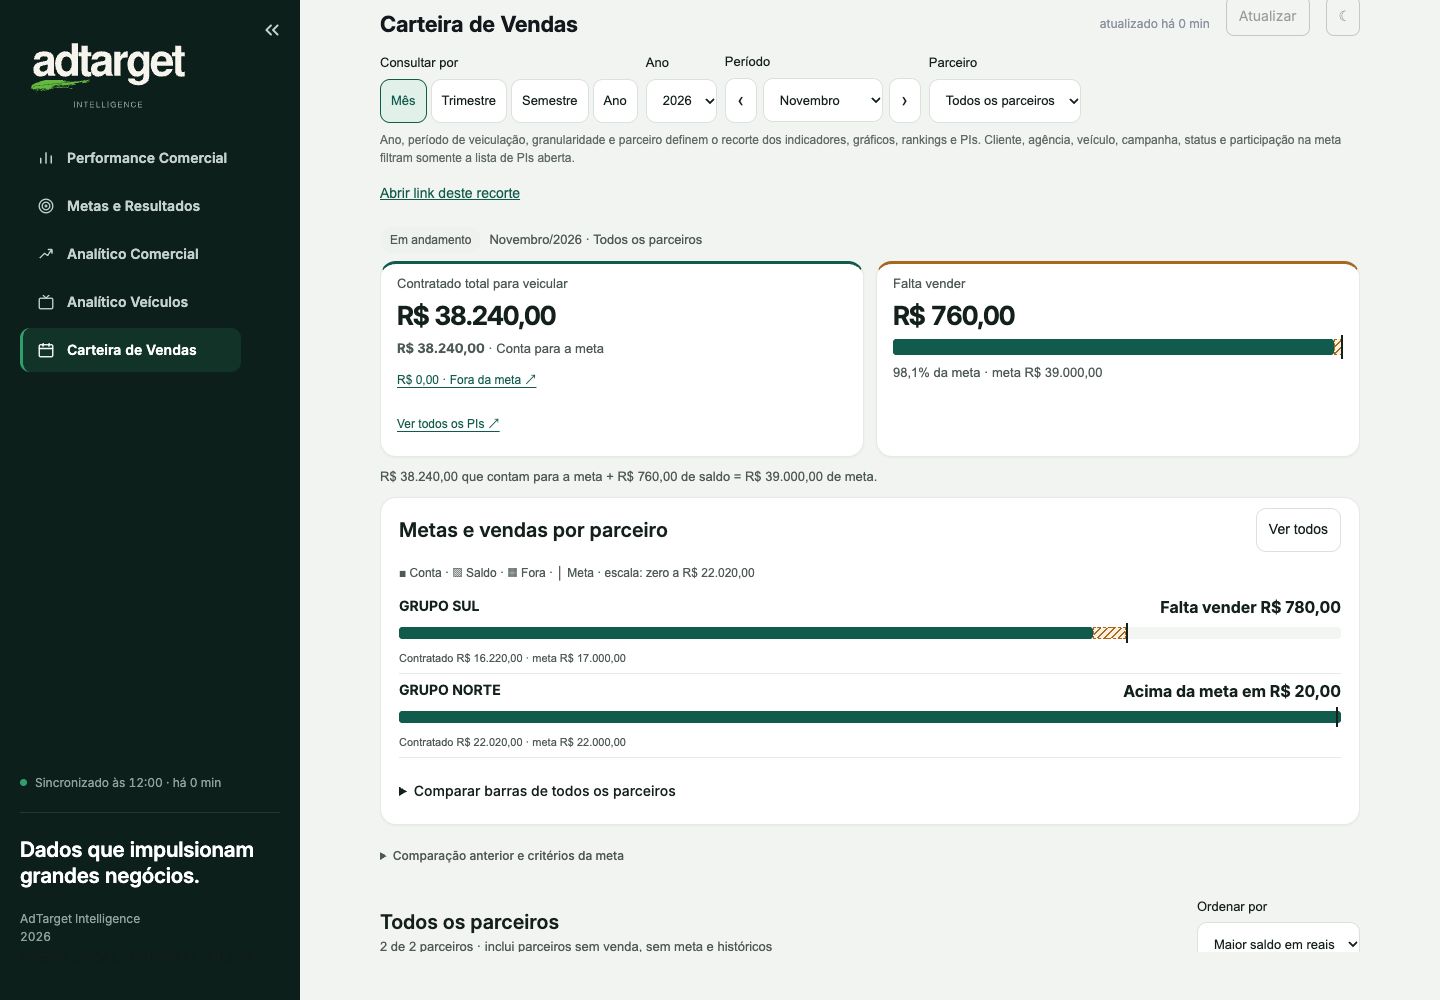 adtarget
INTELLIGENCE
Performance Comercial
Metas e Resultados
Analítico Comercial
Analítico Veículos
Carteira de Vendas
Sincronizado às 12:00 · há 0 min
Dados que impulsionam
grandes negócios.
AdTarget Intelligence
2026
Carteira de Vendas
atualizado há 0 min
Atualizar
Consultar por
Ano
Período
Parceiro
Mês
Trimestre
Semestre
Ano
2026
‹
Novembro
›
Todos os parceiros
Ano, período de veiculação, granularidade e parceiro definem o recorte dos indicadores, gráficos, rankings e PIs. Cliente, agência, veículo, campanha, status e participação na meta
filtram somente a lista de PIs aberta.
Abrir link deste recorte
Em andamento
Novembro/2026 · Todos os parceiros
Contratado total para veicular
R$ 38.240,00
R$ 38.240,00 · Conta para a meta
R$ 0,00 · Fora da meta ↗
Ver todos os PIs ↗
Falta vender
R$ 760,00
98,1% da meta · meta R$ 39.000,00
R$ 38.240,00 que contam para a meta + R$ 760,00 de saldo = R$ 39.000,00 de meta.
Metas e vendas por parceiro
Ver todos
■ Conta · ▨ Saldo · ▦ Fora · │ Meta · escala: zero a R$ 22.020,00
GRUPO SUL
Falta vender R$ 780,00
Contratado R$ 16.220,00 · meta R$ 17.000,00
GRUPO NORTE
Acima da meta em R$ 20,00
Contratado R$ 22.020,00 · meta R$ 22.000,00
▶ Comparar barras de todos os parceiros
▶ Comparação anterior e critérios da meta
Todos os parceiros
2 de 2 parceiros · inclui parceiros sem venda, sem meta e históricos
Ordenar por
Maior saldo em reais